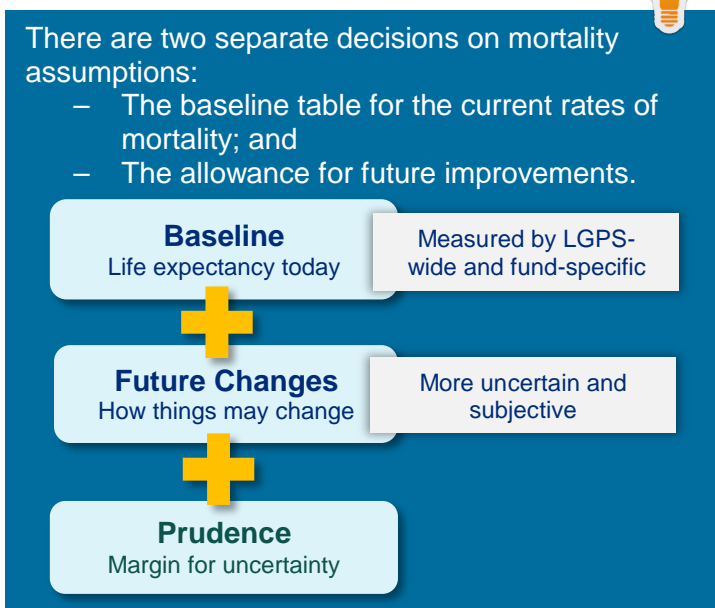 There are two separate decisions on mortality
assumptions:
– The baseline table for the current rates of
mortality; and
– The allowance for future improvements.
Baseline
Life expectancy today
Measured by LGPS-
wide and fund-specific
Future Changes
How things may change
More uncertain and
subjective
Prudence
Margin for uncertainty